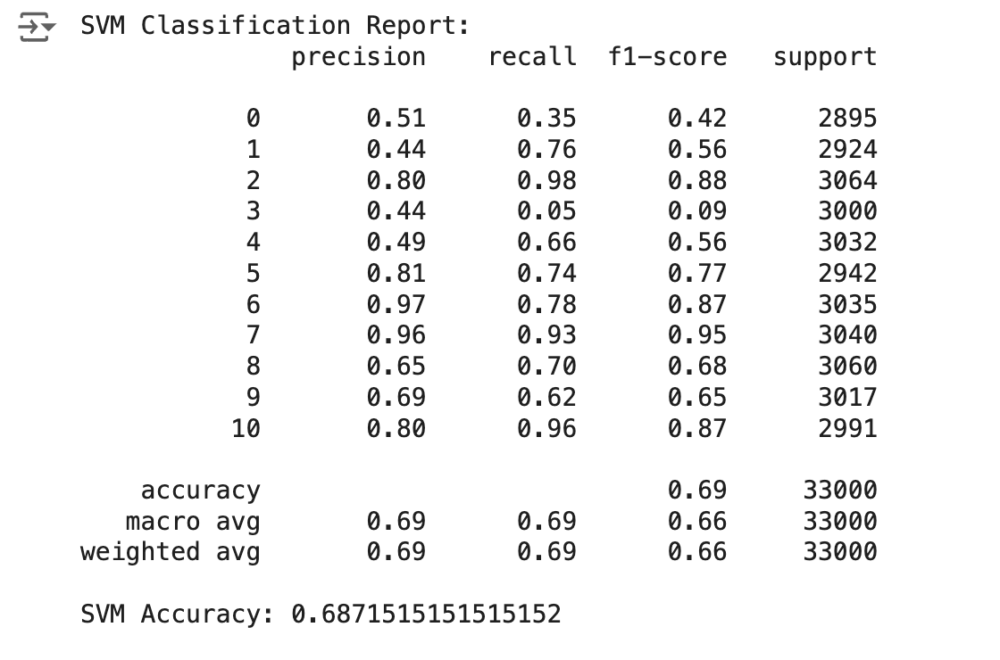 SVM Classification Report:
precision recall f1-score support
0 0.51 0.35 0.42 2895
1 0.44 0.76 0.56 2924
2 0.80 0.98 0.88 3064
3 0.44 0.05 0.09 3000
4 0.49 0.66 0.56 3032
5 0.81 0.74 0.77 2942
6 0.97 0.78 0.87 3035
7 0.96 0.93 0.95 3040
8 0.65 0.70 0.68 3060
9 0.69 0.62 0.65 3017
10 0.80 0.96 0.87 2991
accuracy 0.69 33000
macro avg 0.69 0.69 0.66 33000
weighted avg 0.69 0.69 0.66 33000
SVM Accuracy: 0.6871515151515152